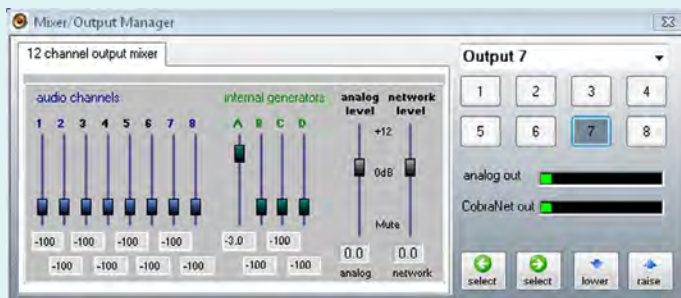 Mixer/Output Manager
12 channel output mixer
Output 7
audio channels
internal generators
analog level
network level
1 2 3 4 5 6 7 8
A B C D
+12
0dB
Mute
-100 -100 -100 -100
-3.0 -100
0.0 0.0
-100 -100 -100 -100
-100 -100
analog network
1 2 3 4
5 6 7 8
analog out
CobraNet out
select select lower raise